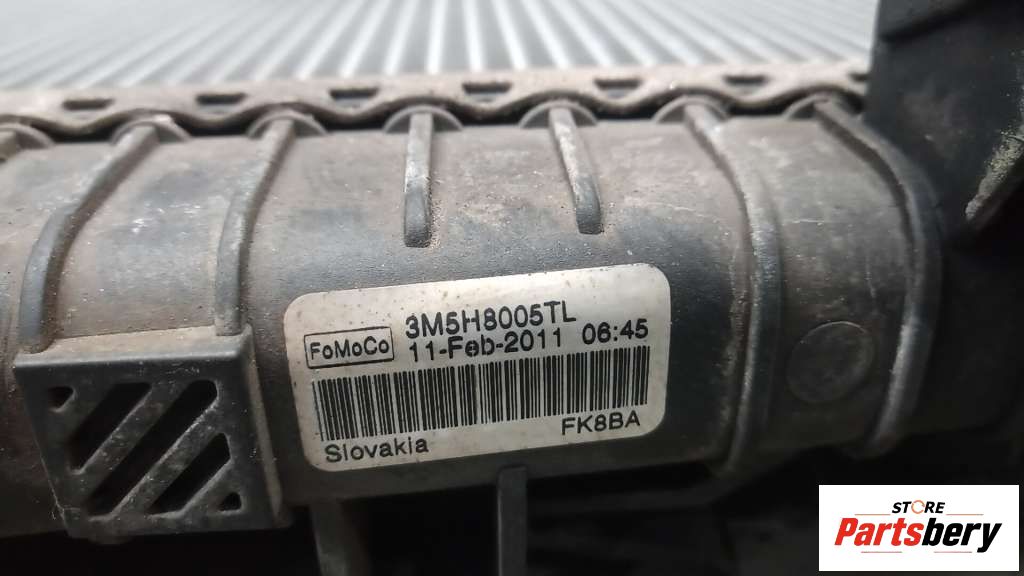 3M5H8005TL
FoMoCo 11-Feb-2011 06:45
Slovakia FK8BA
STORE
Partsbery